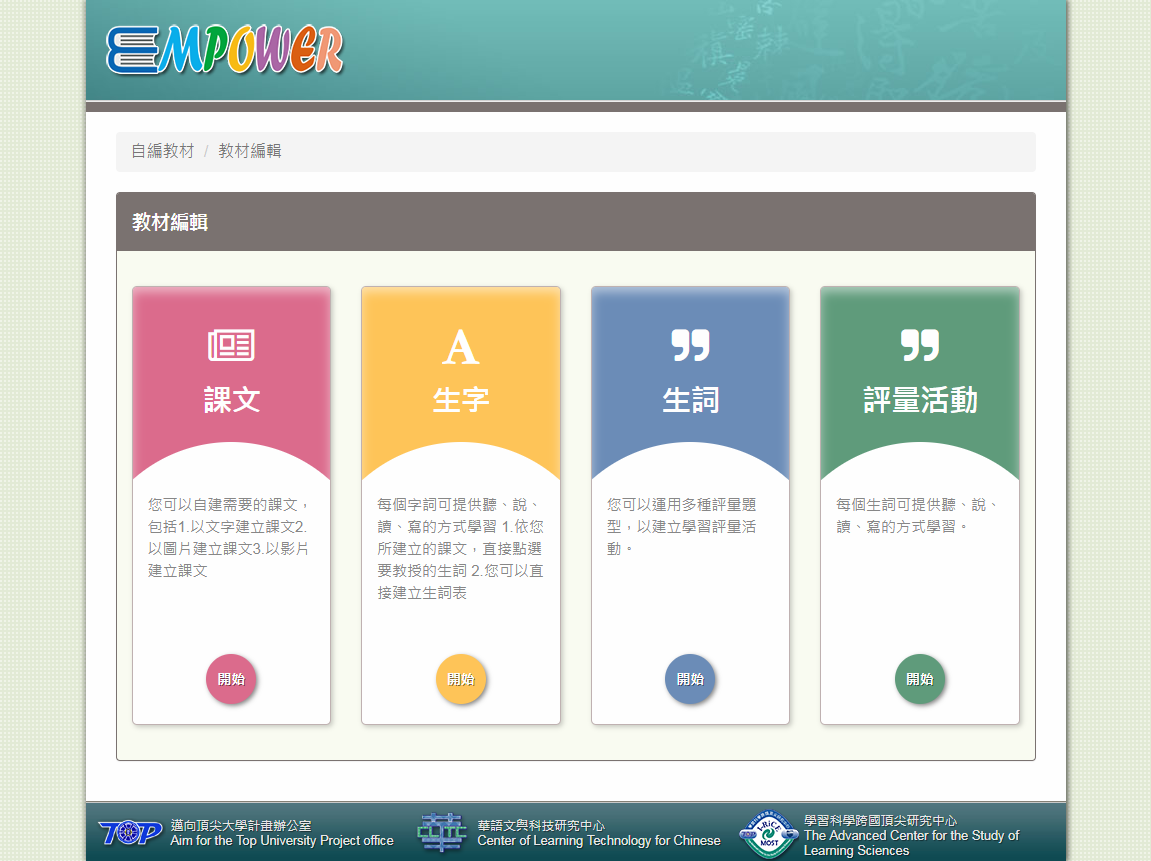 EMPOWER
自編教材 / 教材編輯
教材編輯
課文
您可以自建需要的課文，
包括1.以文字建立課文2.
以圖片建立課文3.以影片
建立課文
開始
A
生字
每個字詞可提供聽、說、
讀、寫的方式學習 1.依您
所建立的課文，直接點選
要教授的生詞 2.您可以直
接建立生詞表
開始
生詞
您可以運用多種評量題
型，以建立學習評量活
動。
開始
評量活動
每個生詞可提供聽、說、
讀、寫的方式學習。
開始
TOP
邁向頂尖大學計畫辦公室
Aim for the Top University Project office
CLTC
華語文與科技研究中心
Center of Learning Technology for Chinese
MOST
學習科學跨國頂尖研究中心
The Advanced Center for the Study of
Learning Sciences